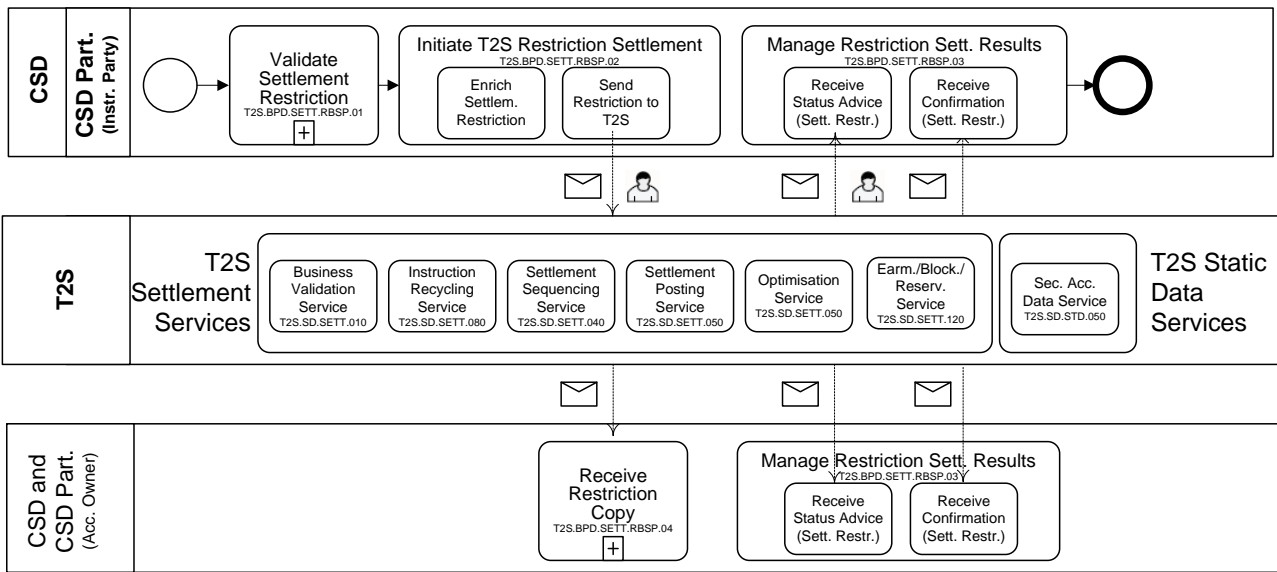 CSD
CSD Part.
(Instr. Party)
Validate
Settlement
Restriction
T2S.BPD.SETT.RBSP.01
Initiate T2S Restriction Settlement
T2S.BPD.SETT.RBSP.02
Enrich
Settlem.
Restriction
Send
Restriction to
T2S
Manage Restriction Sett. Results
T2S.BPD.SETT.RBSP.03
Receive
Status Advice
(Sett. Restr.)
Receive
Confirmation
(Sett. Restr.)
T2S
T2S
Settlement
Services
Business
Validation
Service
T2S.SD.SETT.010
Instruction
Recycling
Service
T2S.SD.SETT.080
Settlement
Sequencing
Service
T2S.SD.SETT.040
Settlement
Posting
Service
T2S.SD.SETT.050
Optimisation
Service
T2S.SD.SETT.050
Earm./Block./
Reserv.
Service
T2S.SD.SETT.120
Sec. Acc.
Data Service
T2S.SD.STD.050
T2S Static
Data
Services
CSD and
CSD Part.
(Acc. Owner)
Receive
Restriction
Copy
T2S.BPD.SETT.RBSP.04
Manage Restriction Sett. Results
T2S.BPD.SETT.RBSP.03
Receive
Status Advice
(Sett. Restr.)
Receive
Confirmation
(Sett. Restr.)